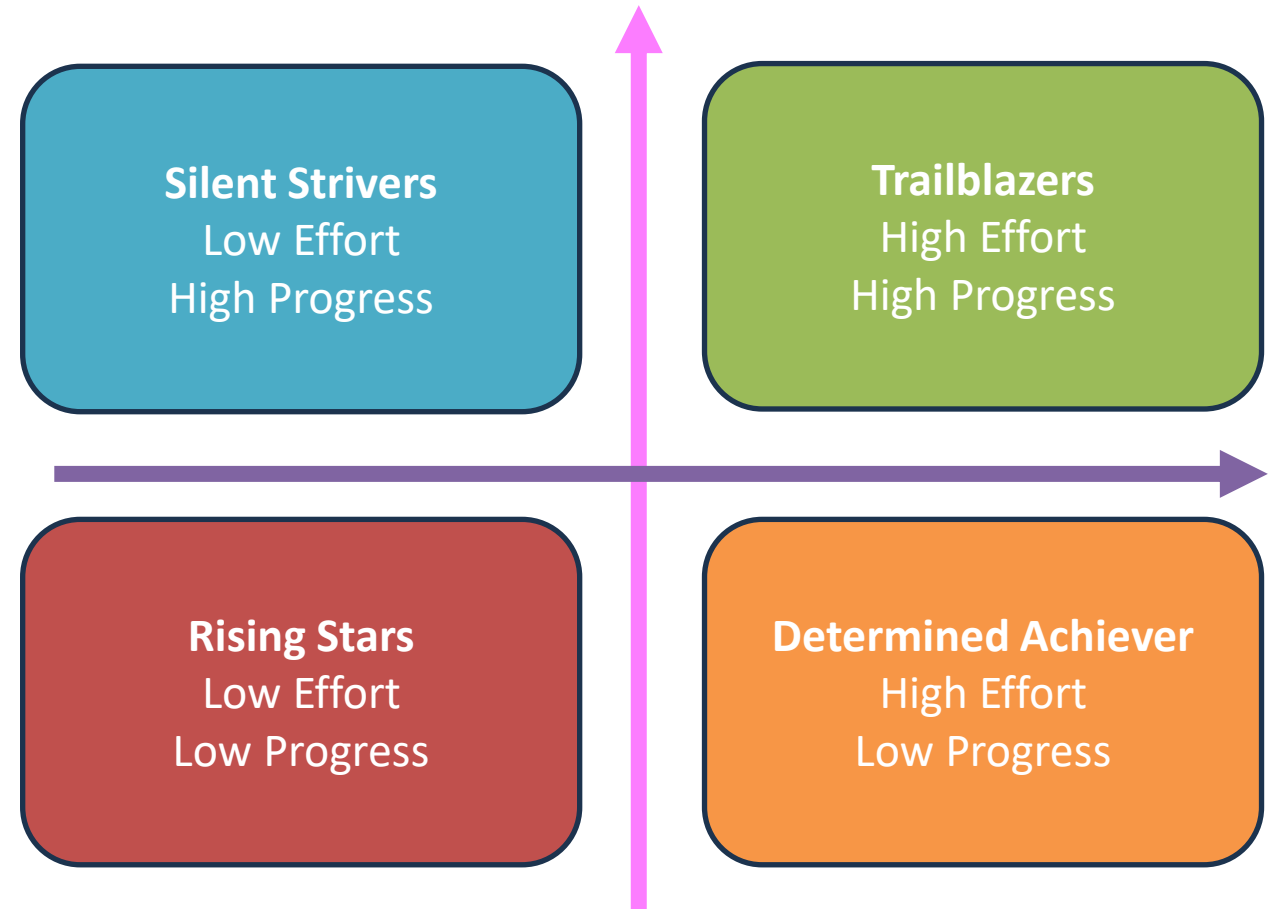 Silent Strivers
Low Effort
High Progress
Trailblazers
High Effort
High Progress
Rising Stars
Low Effort
Low Progress
Determined Achiever
High Effort
Low Progress